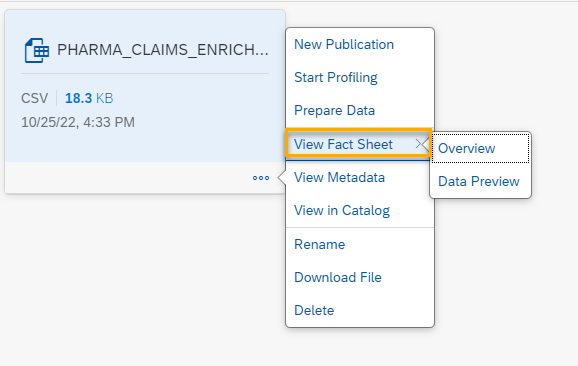 PHARMA_CLAIMS_ENRICH...
CSV 18.3 KB
10/25/22, 4:33 PM
New Publication
Start Profiling
Prepare Data
View Fact Sheet
View Metadata
View in Catalog
Rename
Download File
Delete
Overview
Data Preview